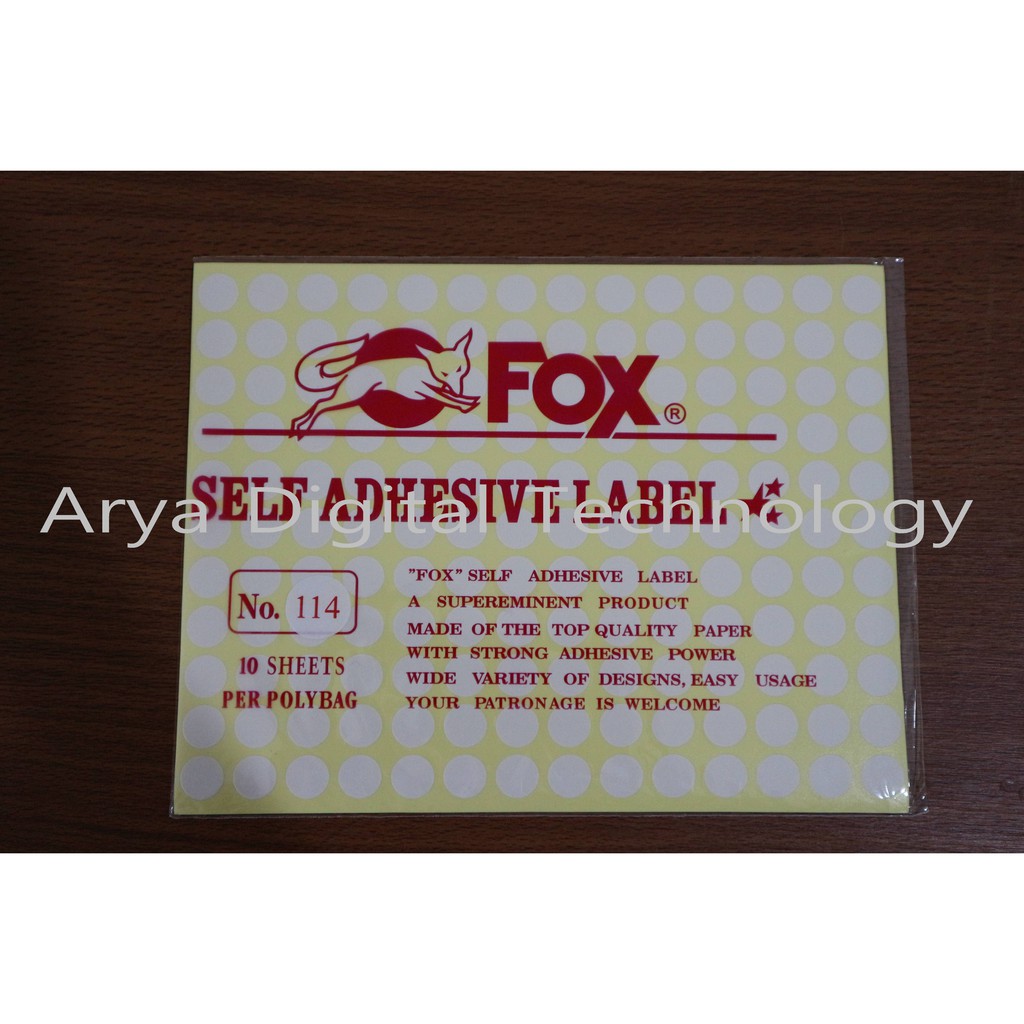 FOX ®
SELF ADHESIVE LABEL
Arya Digital Technology
No. 114
10 SHEETS
PER POLYBAG
"FOX" SELF ADHESIVE LABEL
A SUPEREMINENT PRODUCT
MADE OF THE TOP QUALITY PAPER
WITH STRONG ADHESIVE POWER
WIDE VARIETY OF DESIGNS, EASY USAGE
YOUR PATRONAGE IS WELCOME